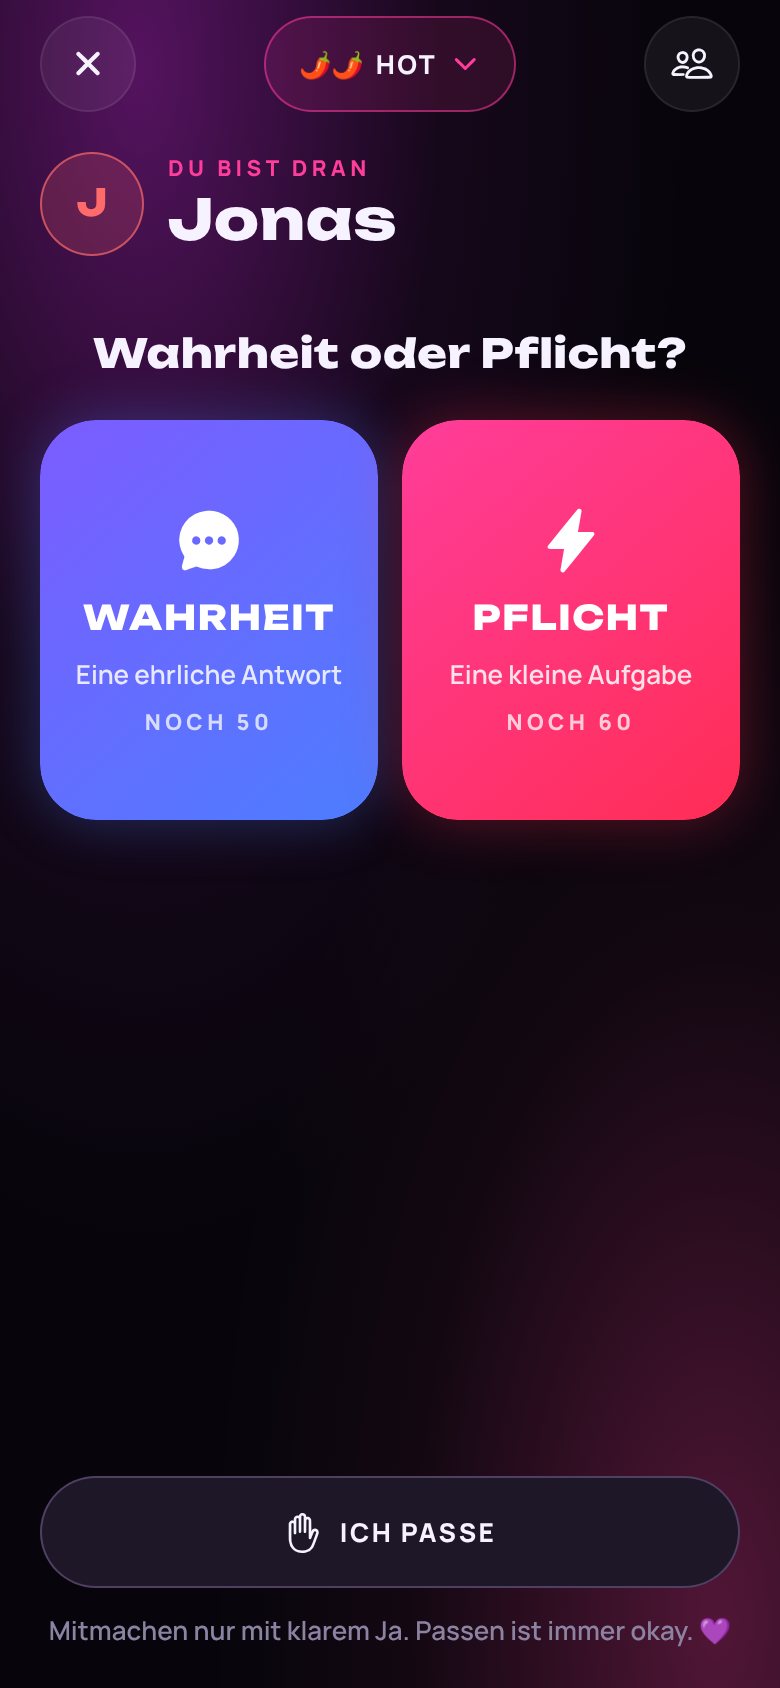 🌶️🌶️ HOT
J
DU BIST DRAN
Jonas
Wahrheit oder Pflicht?
WAHRHEIT
Eine ehrliche Antwort
NOCH 50
PFLICHT
Eine kleine Aufgabe
NOCH 60
ICH PASSE
Mitmachen nur mit klarem Ja. Passen ist immer okay. 💜